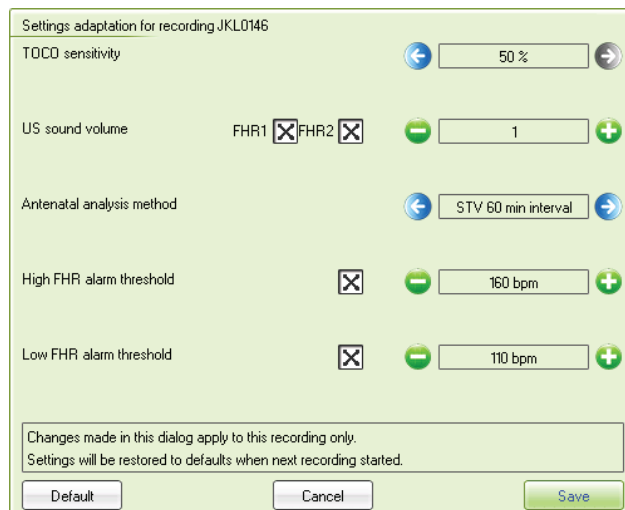 Settings adaptation for recording JKL0146
TOCO sensitivity 50 %
US sound volume FHR1 FHR2 1
Antenatal analysis method STV 60 min interval
High FHR alarm threshold 160 bpm
Low FHR alarm threshold 110 bpm
Changes made in this dialog apply to this recording only.
Settings will be restored to defaults when next recording started.
Default Cancel Save